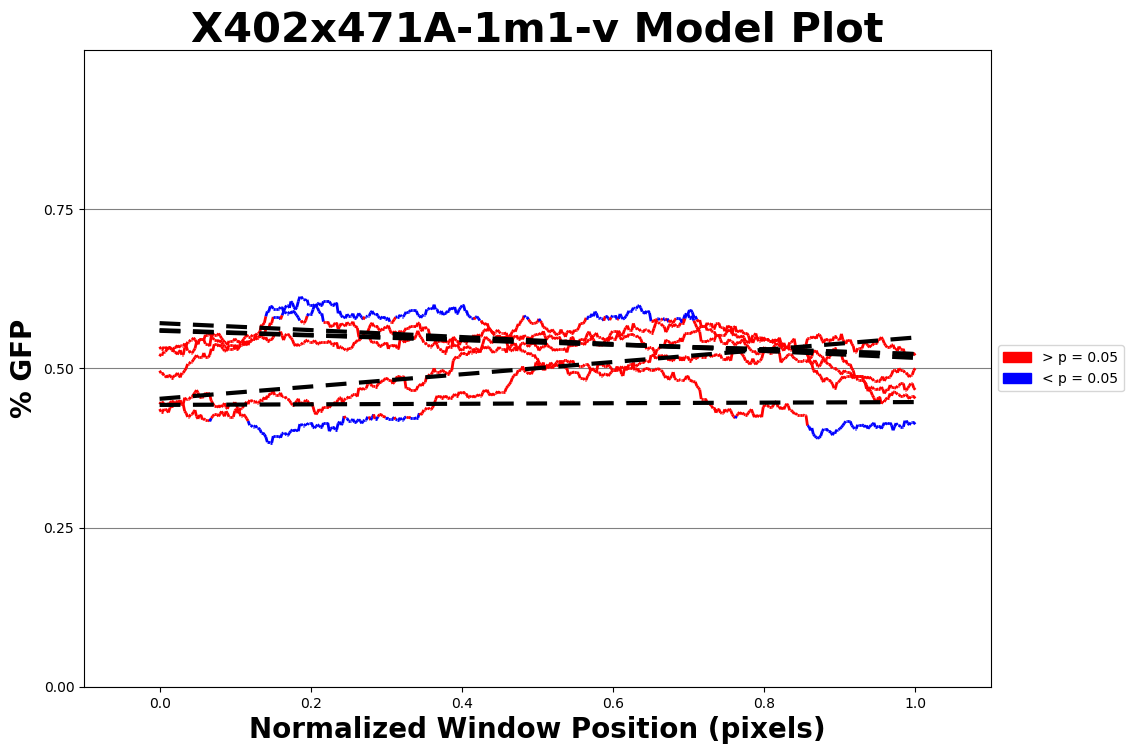 X402x471A-1m1-v Model Plot
% GFP
0.75
0.50
0.25
0.00
0.0 0.2 0.4 0.6 0.8 1.0
Normalized Window Position (pixels)
> p = 0.05
< p = 0.05